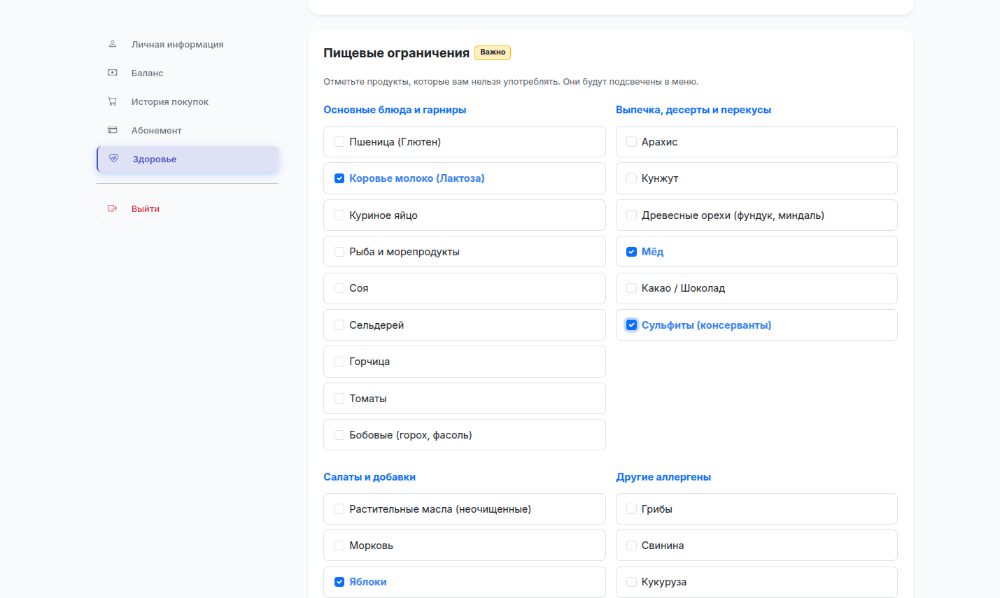 Личная информация
Баланс
История покупок
Абонемент
Здоровье
Выйти
Пищевые ограничения Важно
Отметьте продукты, которые вам нельзя употреблять. Они будут подсвечены в меню.
Основные блюда и гарниры
Пшеница (Глютен)
Коровье молоко (Лактоза)
Куриное яйцо
Рыба и морепродукты
Соя
Сельдерей
Горчица
Томаты
Бобовые (горох, фасоль)
Выпечка, десерты и перекусы
Арахис
Кунжут
Древесные орехи (фундук, миндаль)
Мёд
Какао / Шоколад
Сульфиты (консерванты)
Салаты и добавки
Растительные масла (неочищенные)
Морковь
Яблоки
Другие аллергены
Грибы
Свинина
Кукуруза